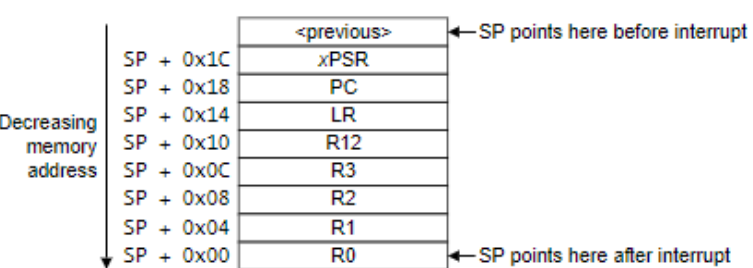 <previous> SP points here before interrupt
SP + 0x1C xPSR
SP + 0x18 PC
SP + 0x14 LR
Decreasing
memory
address
SP + 0x10 R12
SP + 0x0C R3
SP + 0x08 R2
SP + 0x04 R1
SP + 0x00 R0 SP points here after interrupt